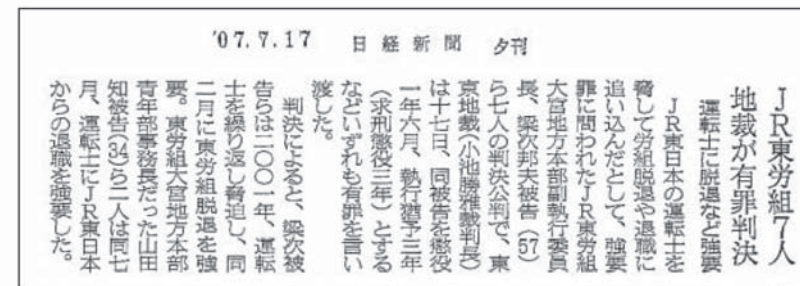 '07.7.17 日経新聞 夕刊
JR東労組7人
地裁が有罪判決
運転士に脱退など強要
JR東日本の運転士を
脅して労組脱退や退職に
追い込んだとして、強要
罪に問われたJR東労組
大宮地方本部副執行委員
長、梁次邦夫被告(57)
ら七人の判決公判で、東
京地裁(小池勝雅裁判長)
は十七日、同被告を懲役
一年六月、執行猶予三年
(求刑懲役三年)とする
などいずれも有罪を言い
渡した。
判決によると、梁次被
告らは二〇〇一年、運転
士を繰り返し脅迫し、同
二月に東労組脱退を強
要。東労組大宮地方本部
青年部事務長だった山田
知被告(34)ら二人は同七
月、運転士にJR東日本
からの退職を強要した。